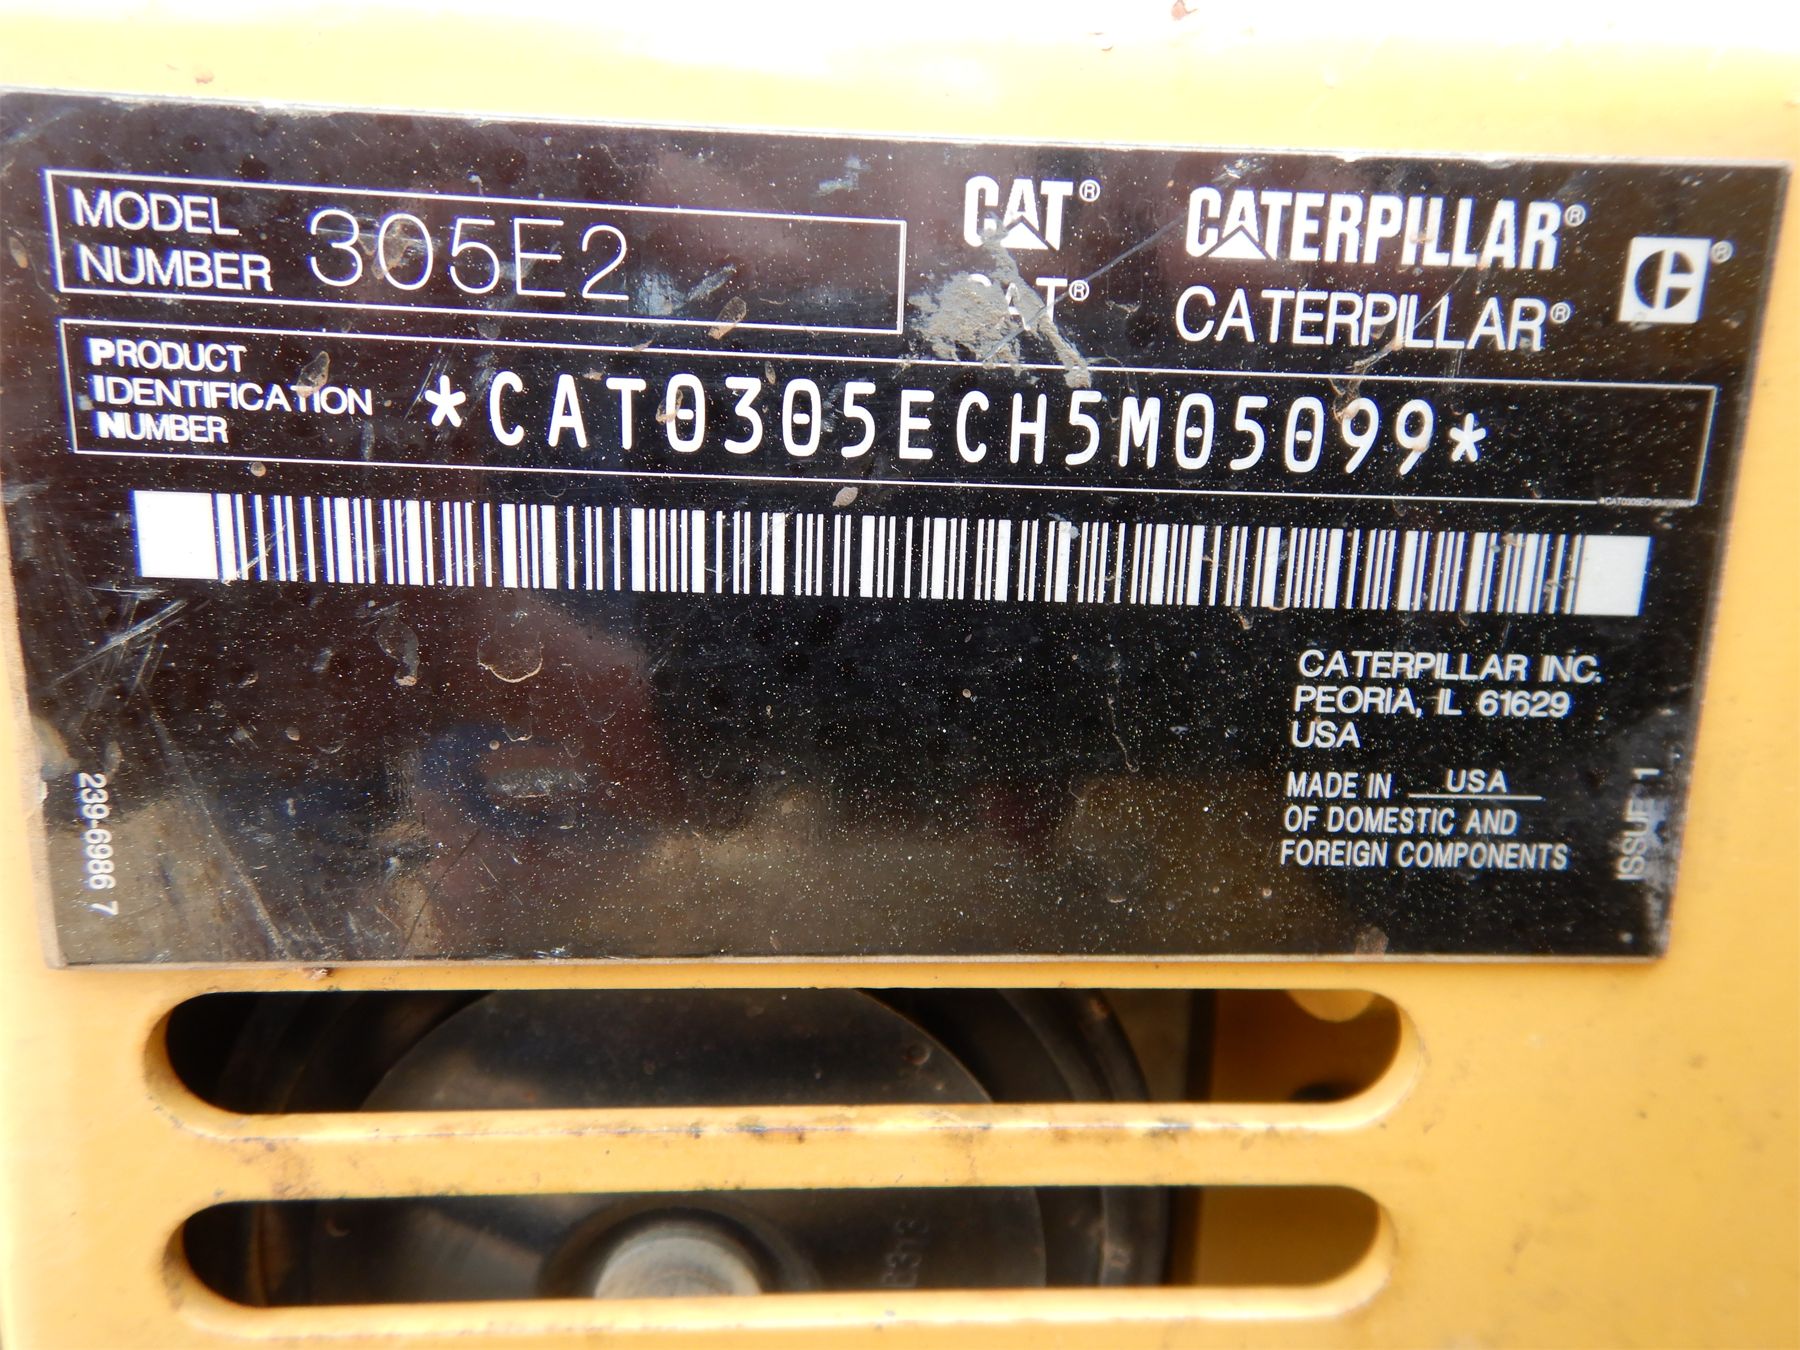 MODEL
NUMBER 305E2
CAT® CATERPILLAR® ®
CAT® CATERPILLAR®
PRODUCT
IDENTIFICATION
NUMBER
*CAT0305ECH5M05099*
CATERPILLAR INC.
PEORIA, IL 61629
USA
MADE IN USA
OF DOMESTIC AND
FOREIGN COMPONENTS
239-6986 7
ISSUE 1